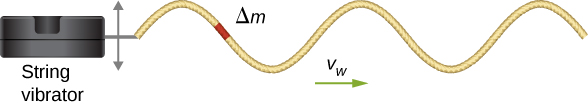 Δm
v_w
String
vibrator